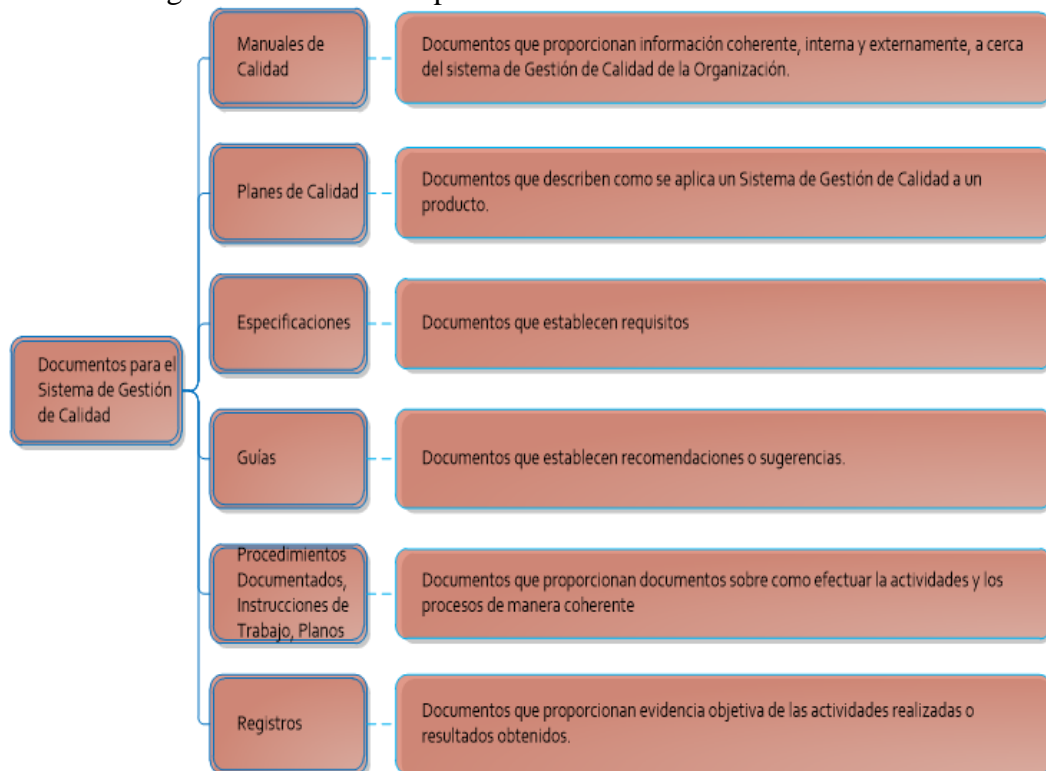 Manuales de
Calidad
Documentos que proporcionan información coherente, interna y externamente, a cerca
del sistema de Gestión de Calidad de la Organización.
Planes de Calidad
Documentos que describen como se aplica un Sistema de Gestión de Calidad a un
producto.
Especificaciones
Documentos que establecen requisitos
Documentos para el
Sistema de Gestión
de Calidad
Guías
Documentos que establecen recomendaciones o sugerencias.
Procedimientos
Documentados,
Instrucciones de
Trabajo, Planos
Documentos que proporcionan documentos sobre como efectuar la actividades y los
procesos de manera coherente
Registros
Documentos que proporcionan evidencia objetiva de las actividades realizadas o
resultados obtenidos.